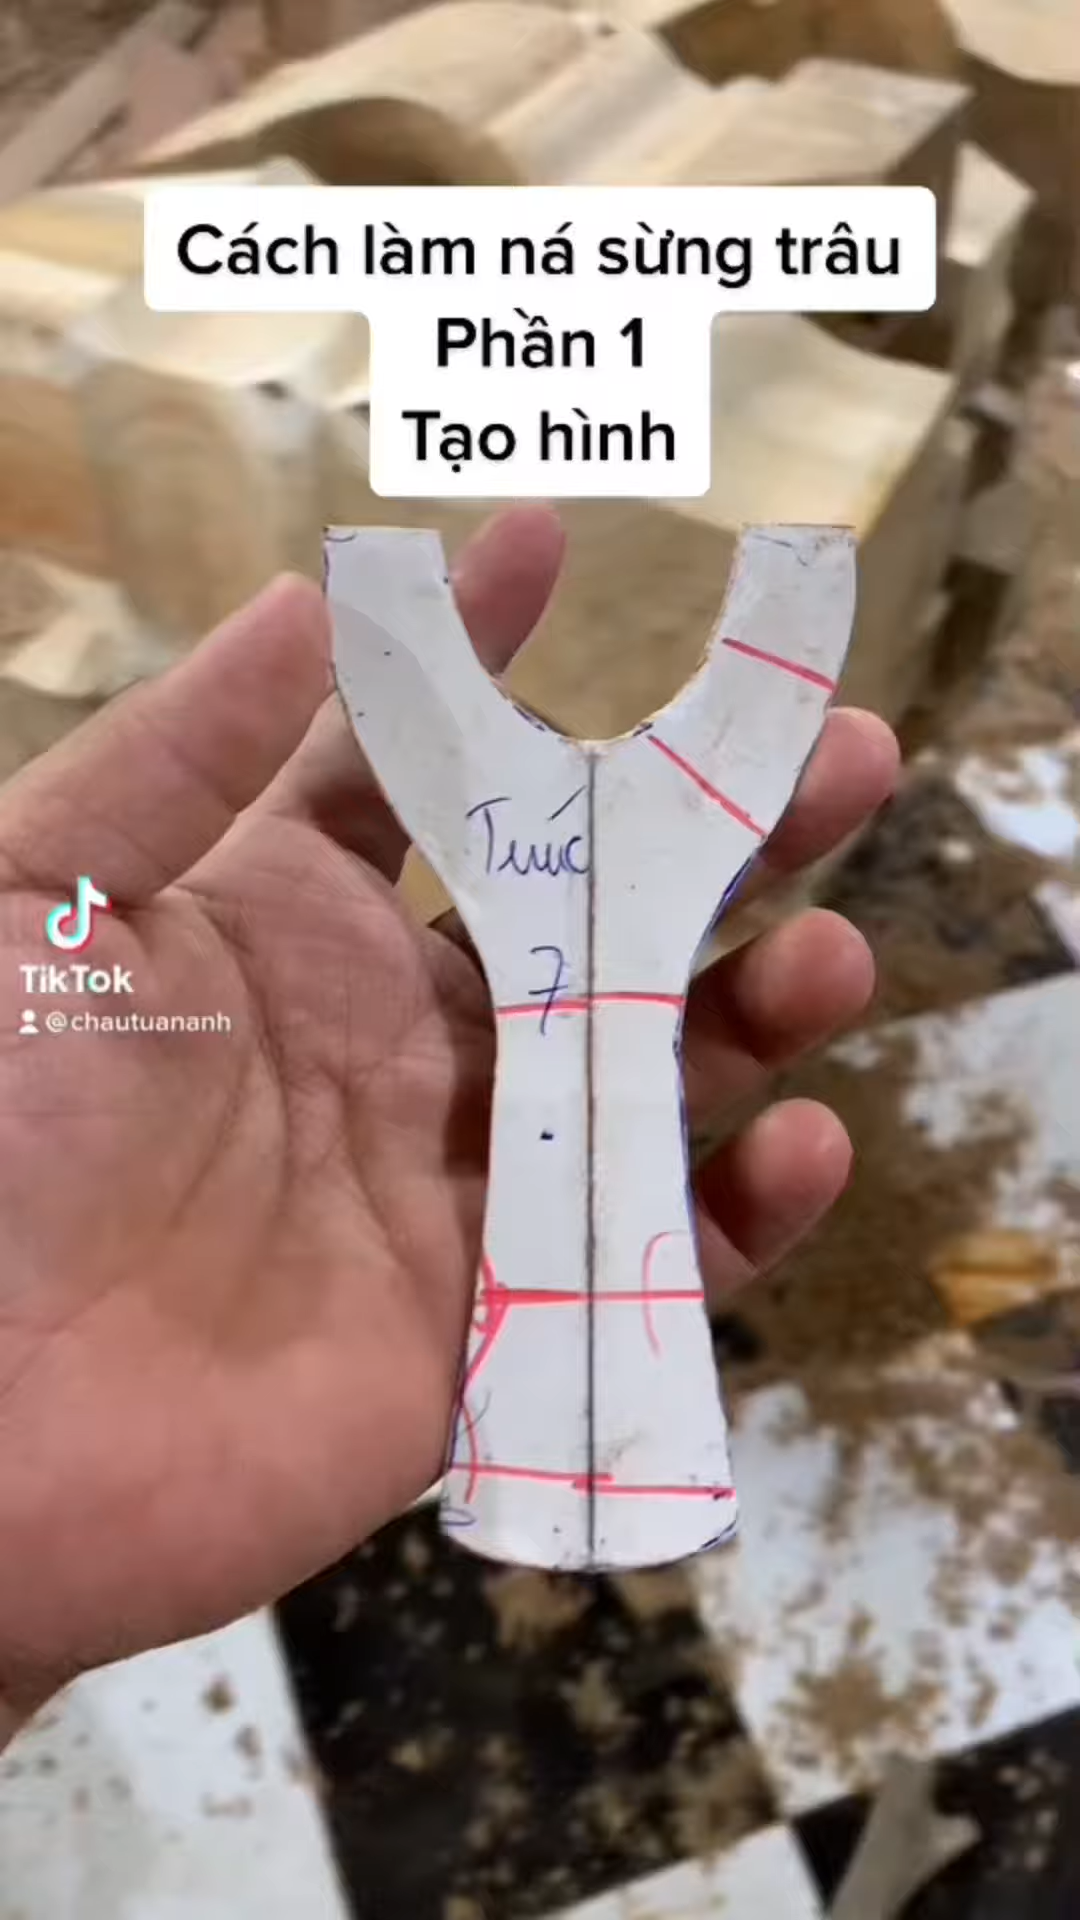 Cách làm ná sừng trâu
Phần 1
Tạo hình
Trúc
7
TikTok
@chautuananh